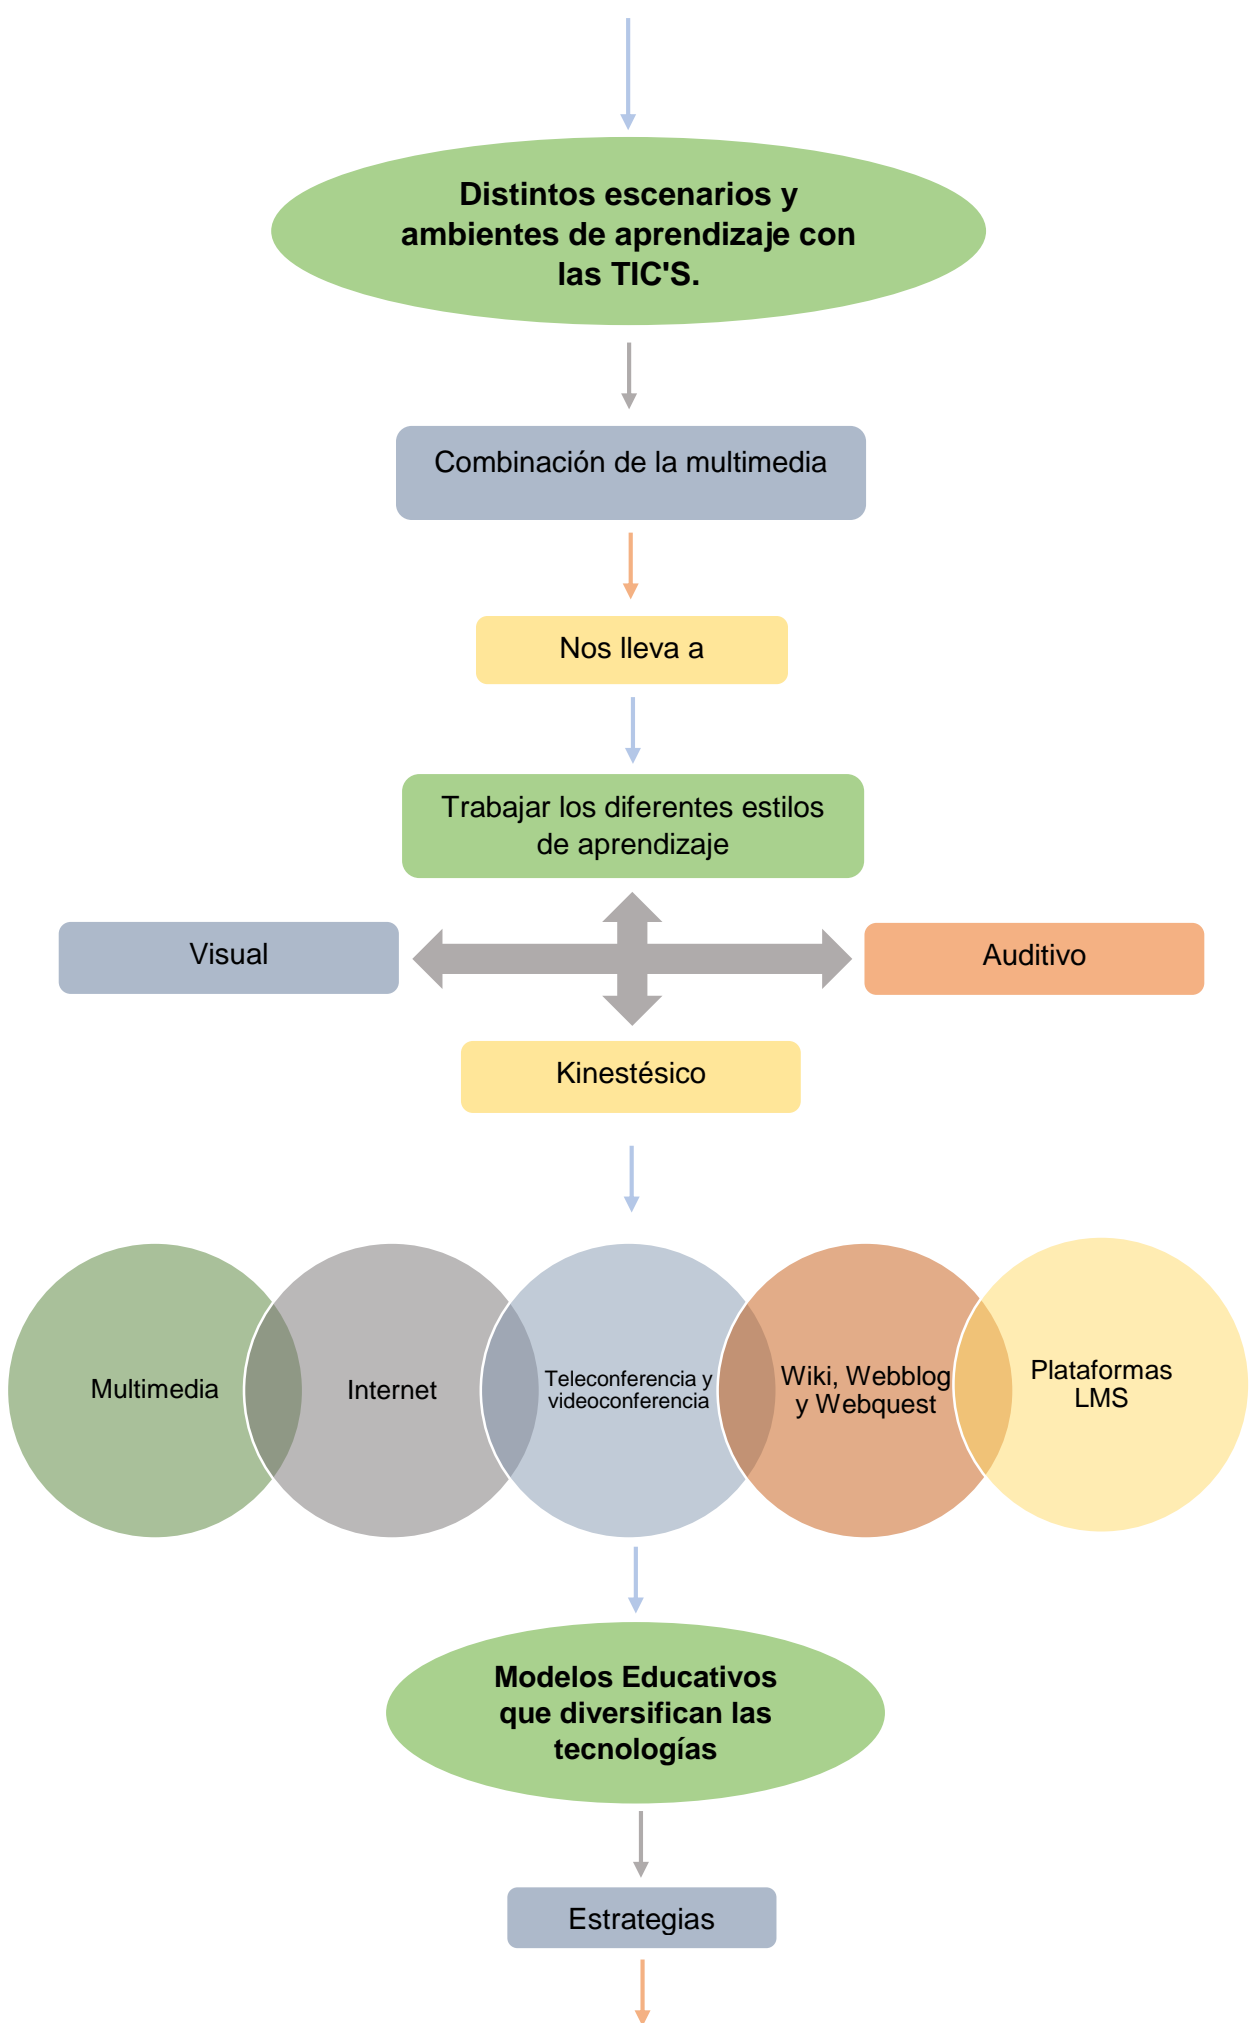 Distintos escenarios y
ambientes de aprendizaje con
las TIC'S.
Combinación de la multimedia
Nos lleva a
Trabajar los diferentes estilos
de aprendizaje
Visual
Auditivo
Kinestésico
Multimedia
Internet
Teleconferencia y
videoconferencia
Wiki, Webblog
y Webquest
Plataformas
LMS
Modelos Educativos
que diversifican las
tecnologías
Estrategias